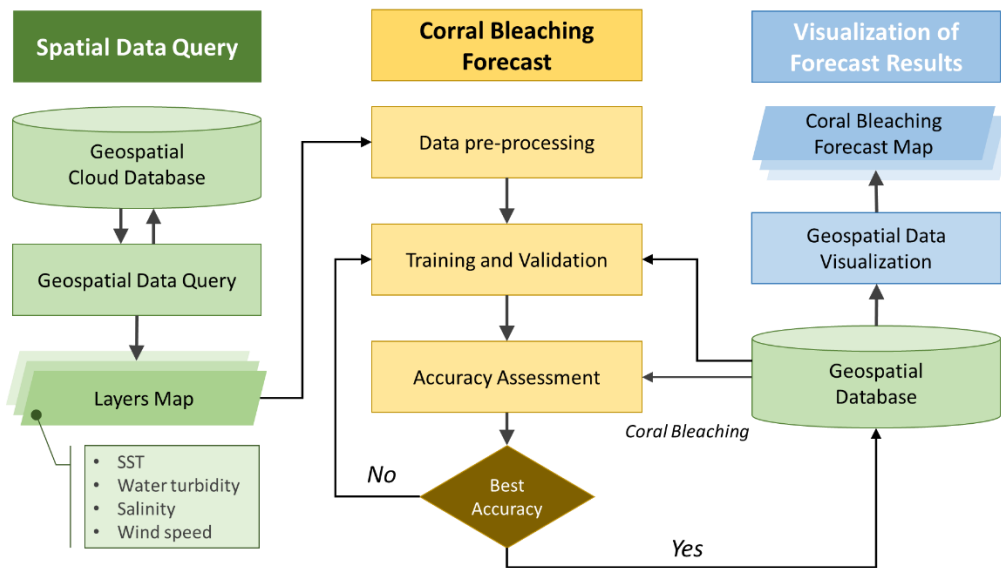 Spatial Data Query
Geospatial
Cloud Database
Geospatial Data Query
Layers Map
• SST
• Water turbidity
• Salinity
• Wind speed
Corral Bleaching
Forecast
Data pre-processing
Training and Validation
Accuracy Assessment
Best
Accuracy
No
Yes
Coral Bleaching
Visualization of
Forecast Results
Coral Bleaching
Forecast Map
Geospatial Data
Visualization
Geospatial
Database